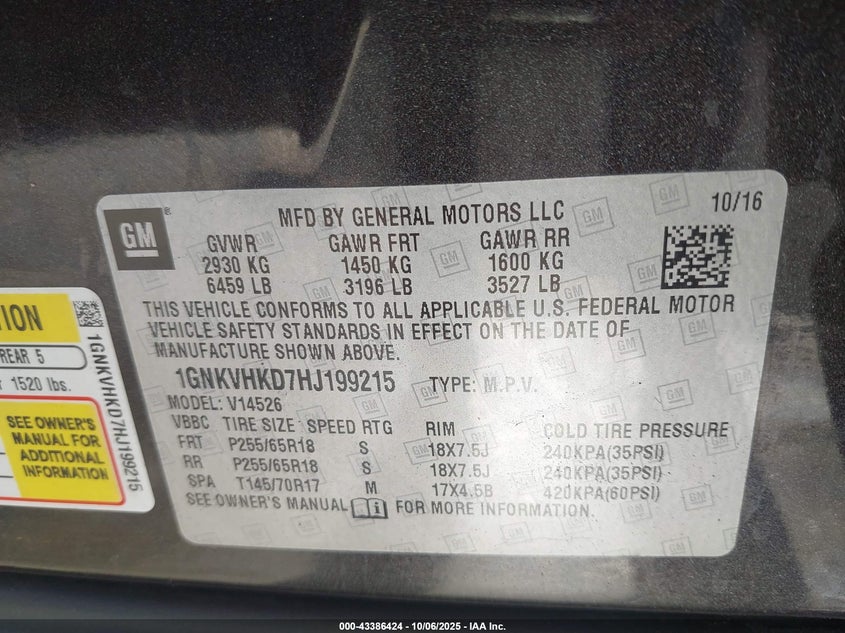 GM
MFD BY GENERAL MOTORS LLC
10/16
GVWR GAWR FRT GAWR RR
2930 KG 1450 KG 1600 KG
6459 LB 3196 LB 3527 LB
THIS VEHICLE CONFORMS TO ALL APPLICABLE U.S. FEDERAL MOTOR
VEHICLE SAFETY STANDARDS IN EFFECT ON THE DATE OF
MANUFACTURE SHOWN ABOVE.
1GNKVHKD7HJ199215 TYPE: M.P.V.
MODEL: V14526
VBBC TIRE SIZE SPEED RTG RIM COLD TIRE PRESSURE
FRT P255/65R18 S 18X7.5J 240KPA(35PSI)
RR P255/65R18 S 18X7.5J 240KPA(35PSI)
SPA T145/70R17 M 17X4.5B 420KPA(60PSI)
SEE OWNER'S MANUAL FOR MORE INFORMATION.
REAR 5
1520 lbs.
SEE OWNER'S
MANUAL FOR
ADDITIONAL
INFORMATION
1GNKVHKD7HJ199215
000-43386424 - 10/06/2025 - IAA Inc.